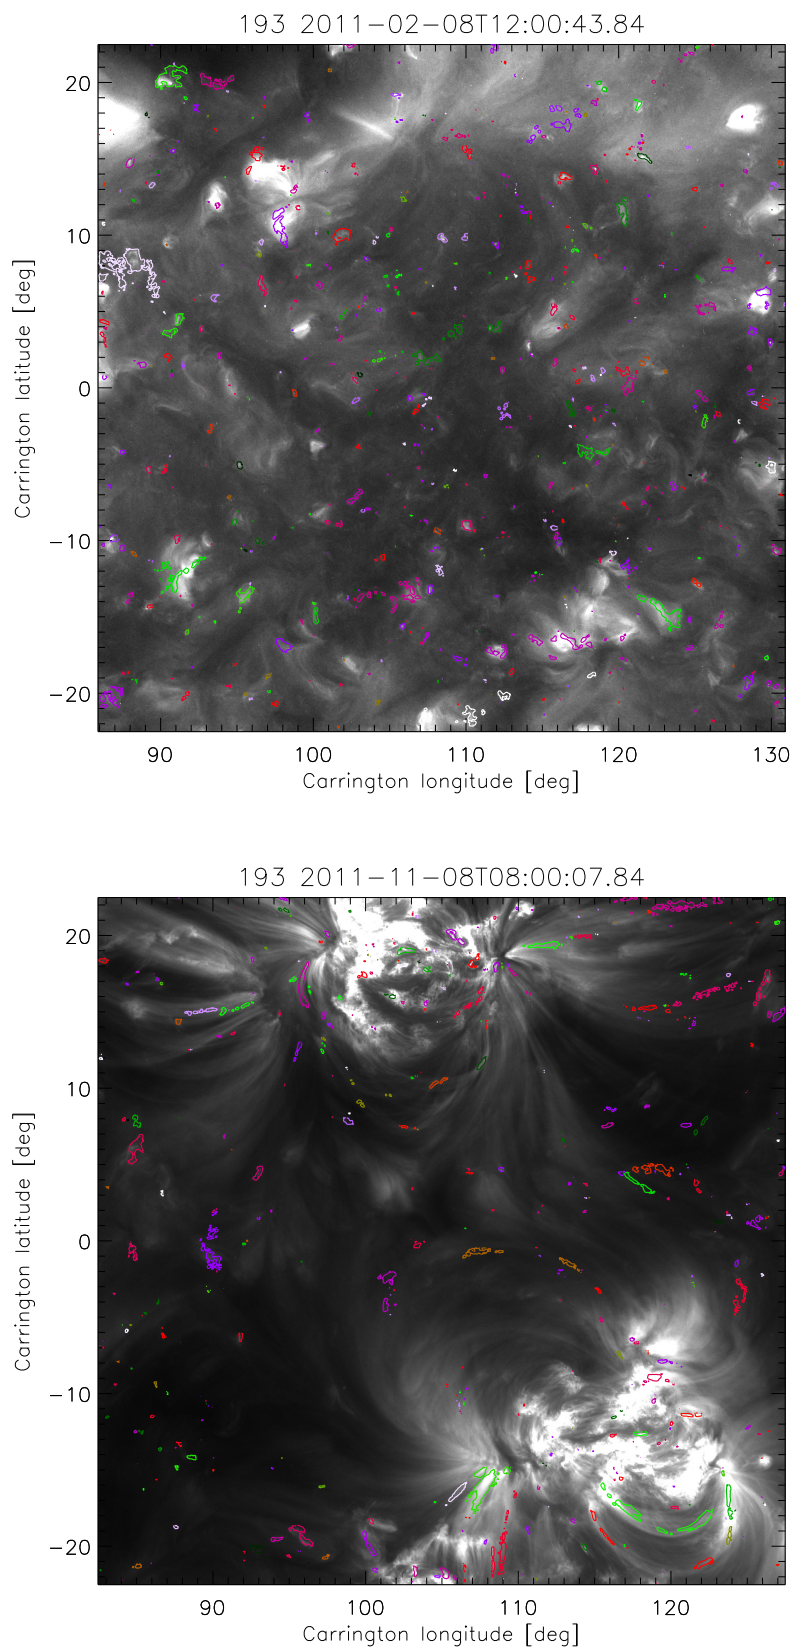 193 2011-02-08T12:00:43.84
20
10
0
-10
-20
Carrington latitude [deg]
90 100 110 120 130
Carrington longitude [deg]
193 2011-11-08T08:00:07.84
20
10
0
-10
-20
Carrington latitude [deg]
90 100 110 120
Carrington longitude [deg]